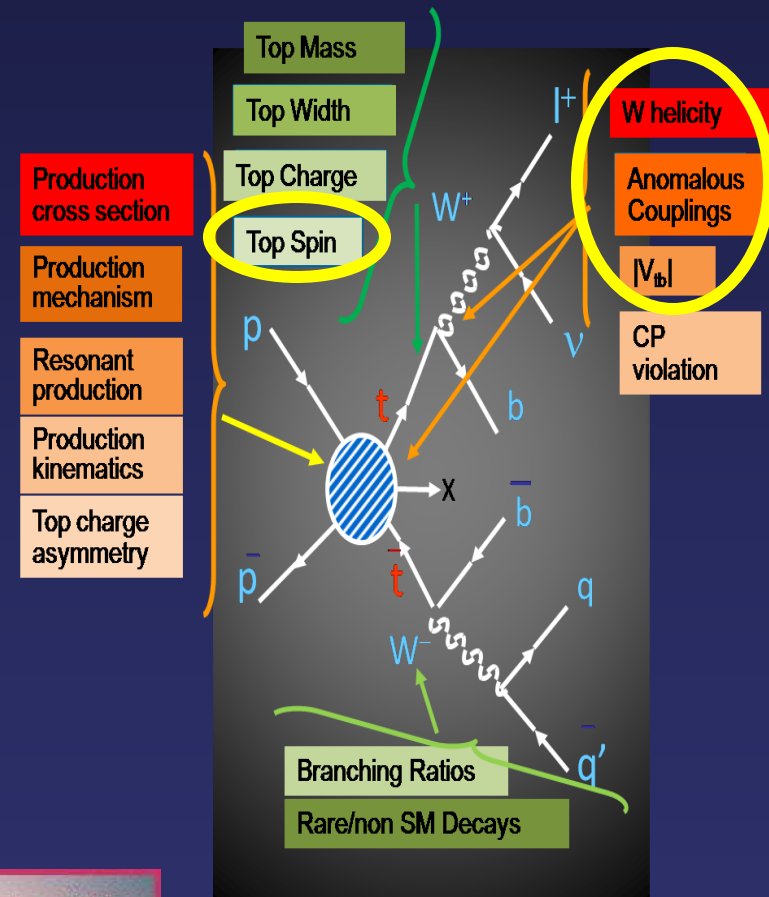 Top Mass
Top Width
Top Charge
Top Spin
Production
cross section
Production
mechanism
Resonant
production
Production
kinematics
Top charge
asymmetry
W helicity
Anomalous
Couplings
|Vtb|
CP
violation
l⁺
W⁺
ν
p
t
b
X
b̄
p̄
t̄
q
W⁻
q̄′
Branching Ratios
Rare/non SM Decays